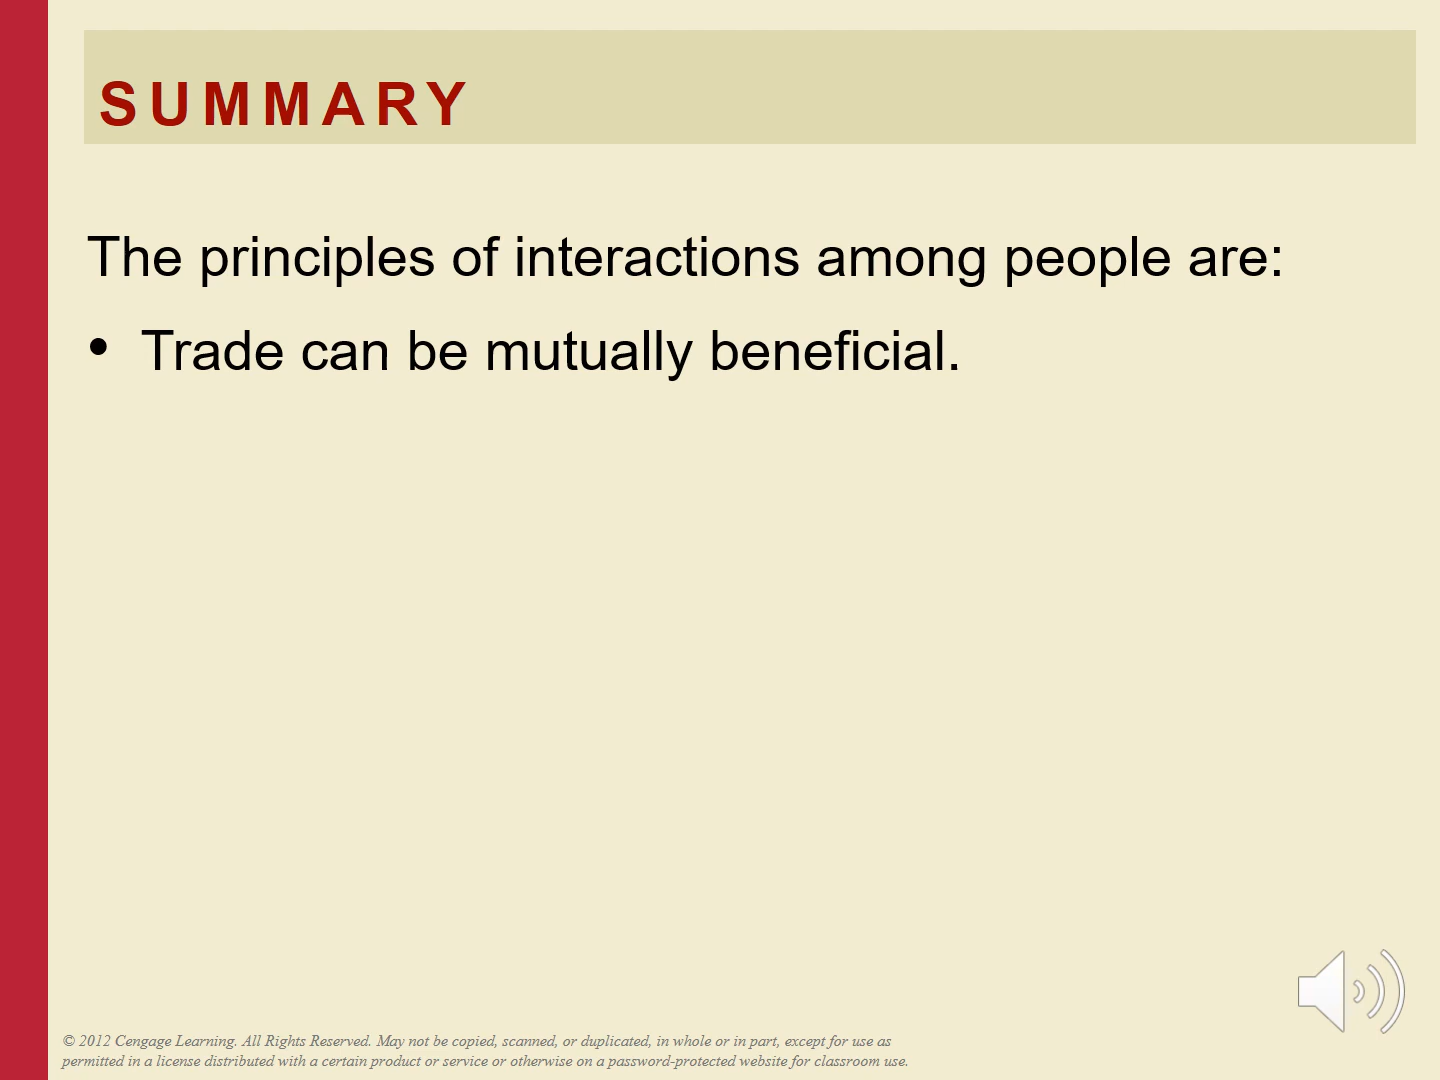 SUMMARY
The principles of interactions among people are:
• Trade can be mutually beneficial.
© 2012 Cengage Learning. All Rights Reserved. May not be copied, scanned, or duplicated, in whole or in part, except for use as
permitted in a license distributed with a certain product or service or otherwise on a password-protected website for classroom use.